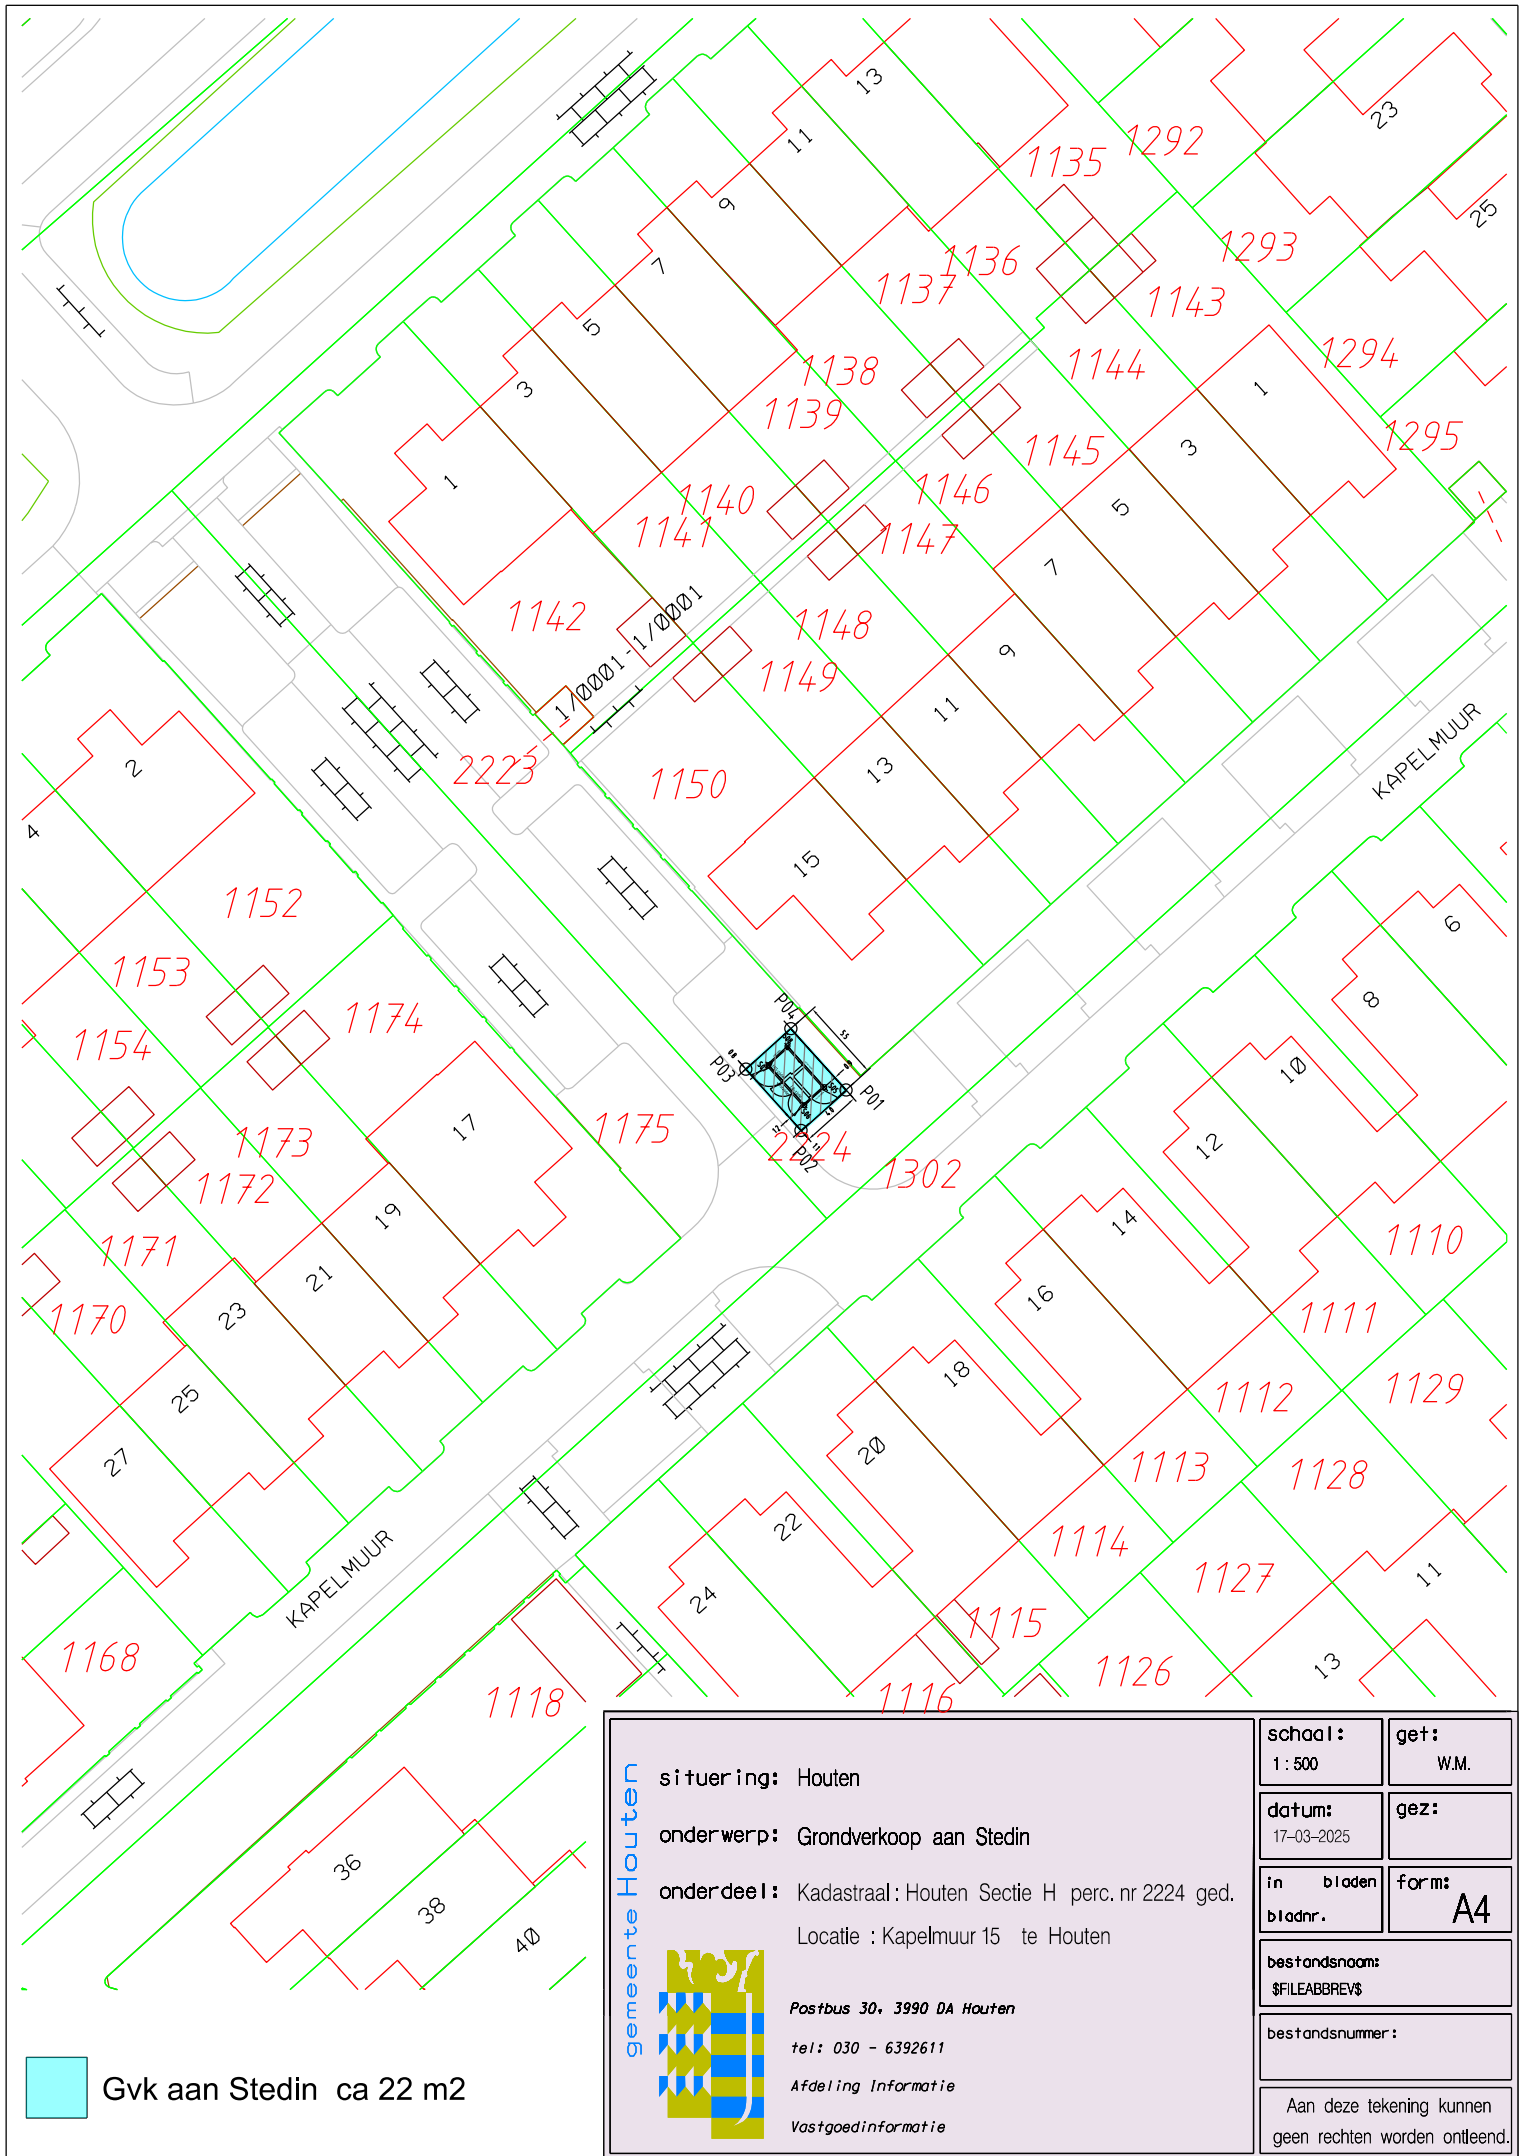 13
11
9
7
5
3
1
23
25
1135
1292
1136
1293
1137
1143
1138
1144
1294
1139
1145
1295
1140
1146
1141
1147
1142
1148
1149
1/0001-1/0001
2223
1150
1
3
5
7
9
11
13
15
KAPELMUUR
2
4
1152
1153
1154
1174
1173
1172
1171
1170
1175
17
19
21
23
25
27
P04
P03
P01
P02
55
2224
1302
6
8
10
12
14
16
18
20
22
24
1110
1111
1112
1129
1113
1128
1114
1127
1115
1126
1116
11
13
KAPELMUUR
1168
1118
36
38
40
gemeente Houten
situering: Houten
onderwerp: Grondverkoop aan Stedin
onderdeel: Kadastraal : Houten Sectie H perc. nr 2224 ged.
Locatie : Kapelmuur 15 te Houten
Postbus 30, 3990 DA Houten
tel: 030 - 6392611
Afdeling Informatie
Vastgoedinformatie
schaal:
1 : 500
get:
W.M.
datum:
17-03-2025
gez:
in bladen
bladnr.
form:
A4
bestandsnaam:
$FILEABBREV$
bestandsnummer:
Aan deze tekening kunnen
geen rechten worden ontleend.
Gvk aan Stedin ca 22 m2